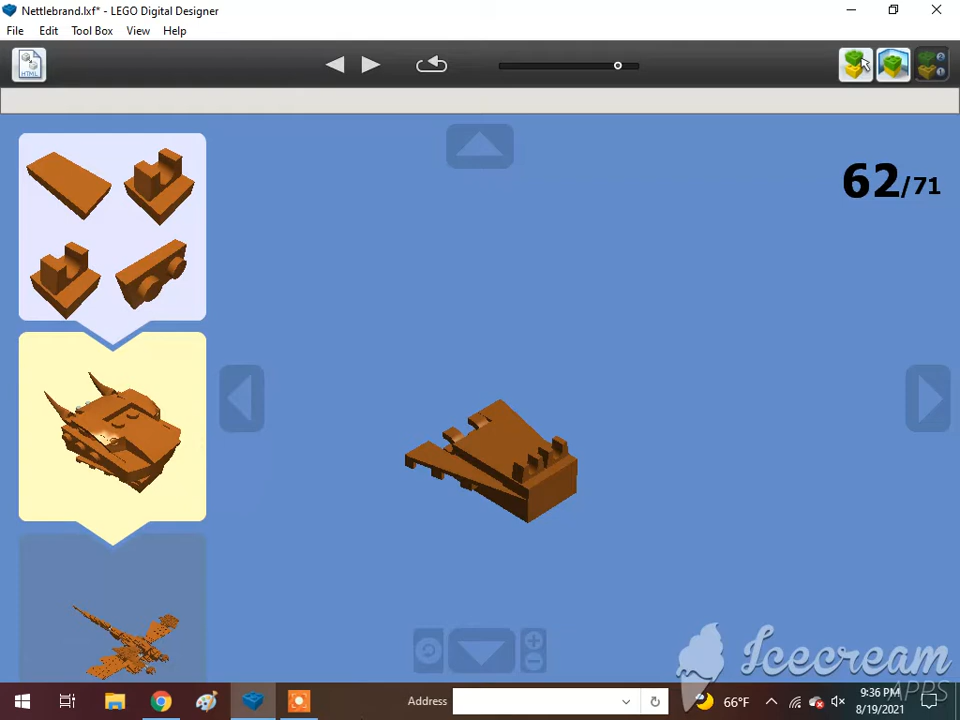 Nettlebrand.lxf* - LEGO Digital Designer
File Edit Tool Box View Help
HTML
62/71
Icecream
APPS
Address
66°F
9:36 PM
8/19/2021